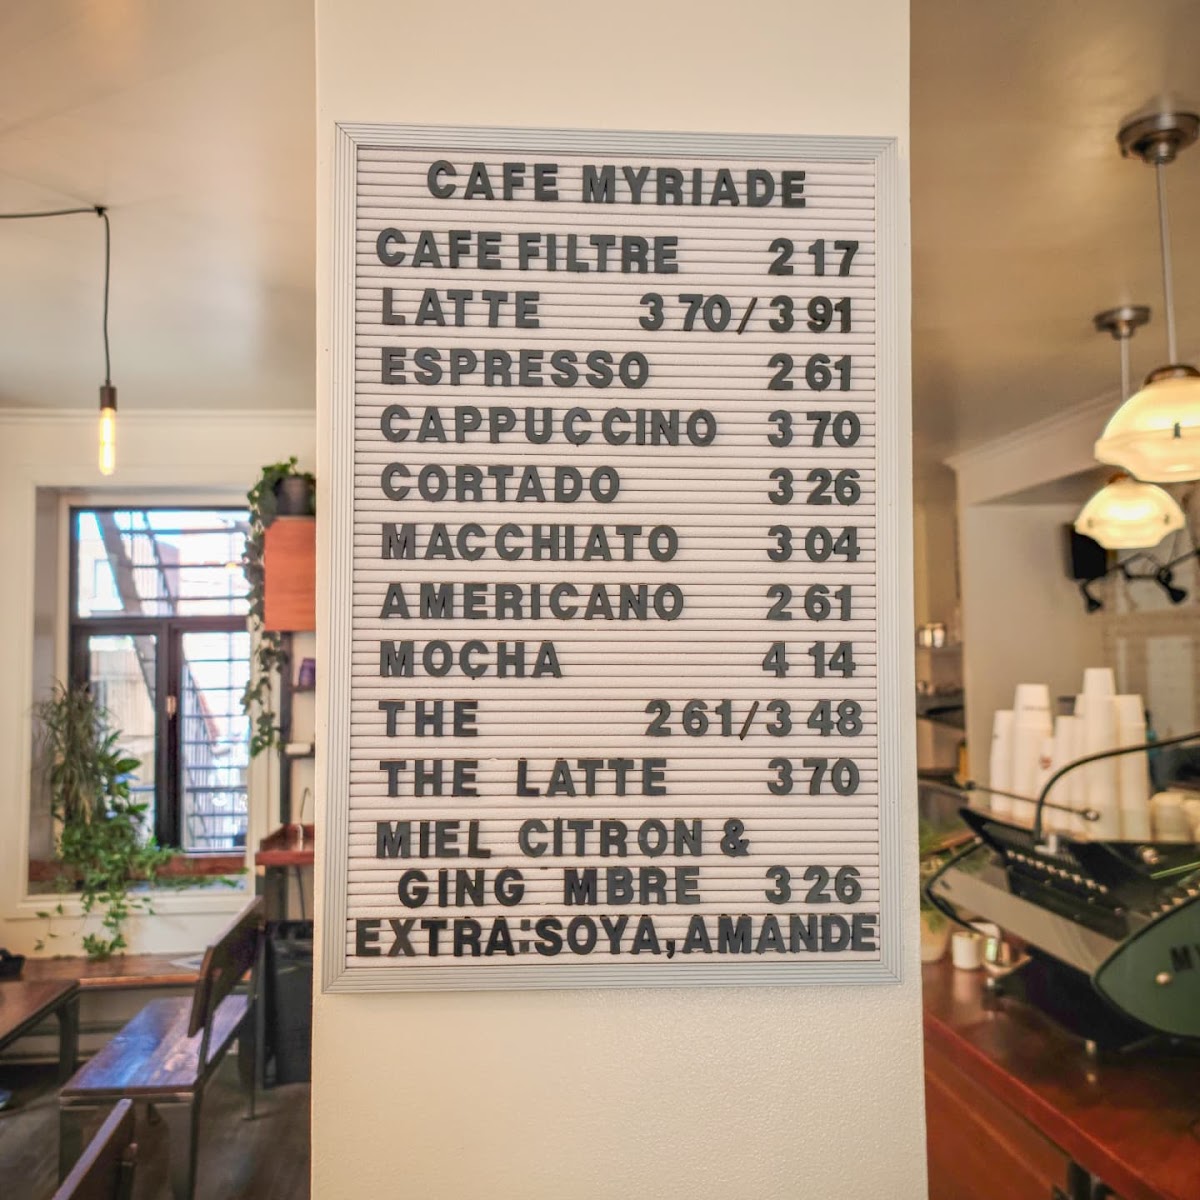 CAFE MYRIADE
CAFE FILTRE 2 17
LATTE 3 70/3 91
ESPRESSO 2 61
CAPPUCCINO 3 70
CORTADO 3 26
MACCHIATO 3 04
AMERICANO 2 61
MOCHA 4 14
THE 2 61/3 48
THE LATTE 3 70
MIEL CITRON &
GING MBRE 3 26
EXTRA:SOYA,AMANDE